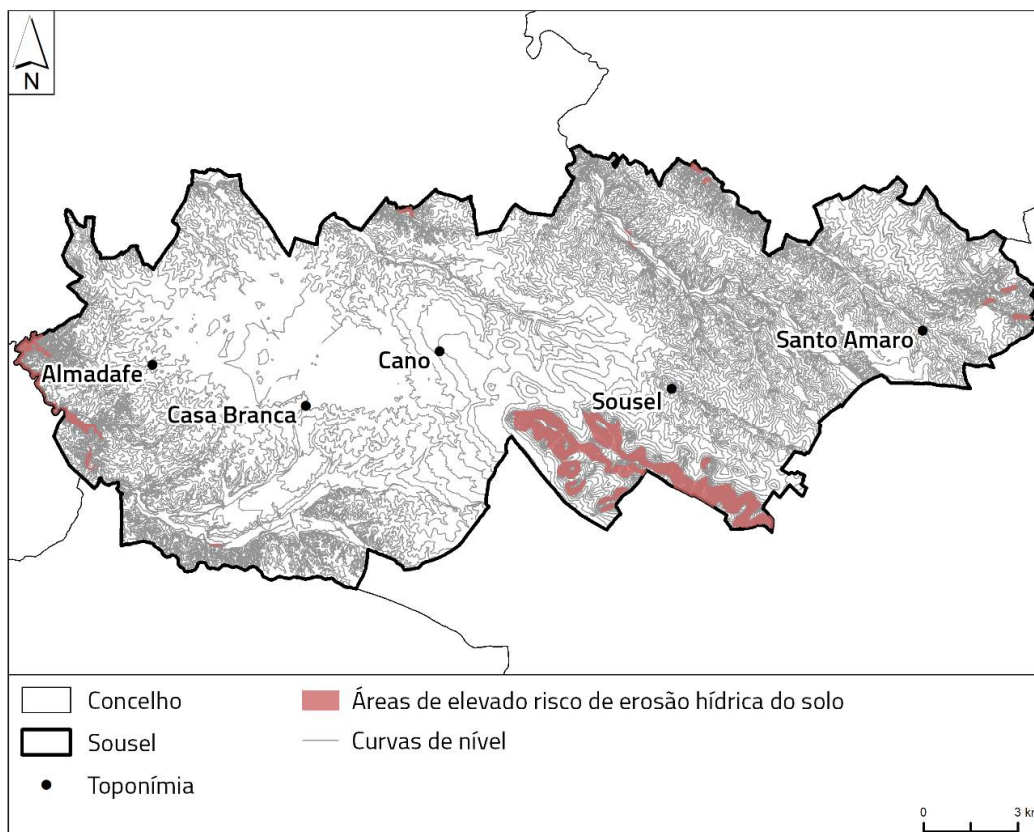 N
Santo Amaro
Cano
Almadafe
Sousel
Casa Branca
Concelho
Áreas de elevado risco de erosão hídrica do solo
Sousel
Curvas de nível
Toponímia
0
3 km